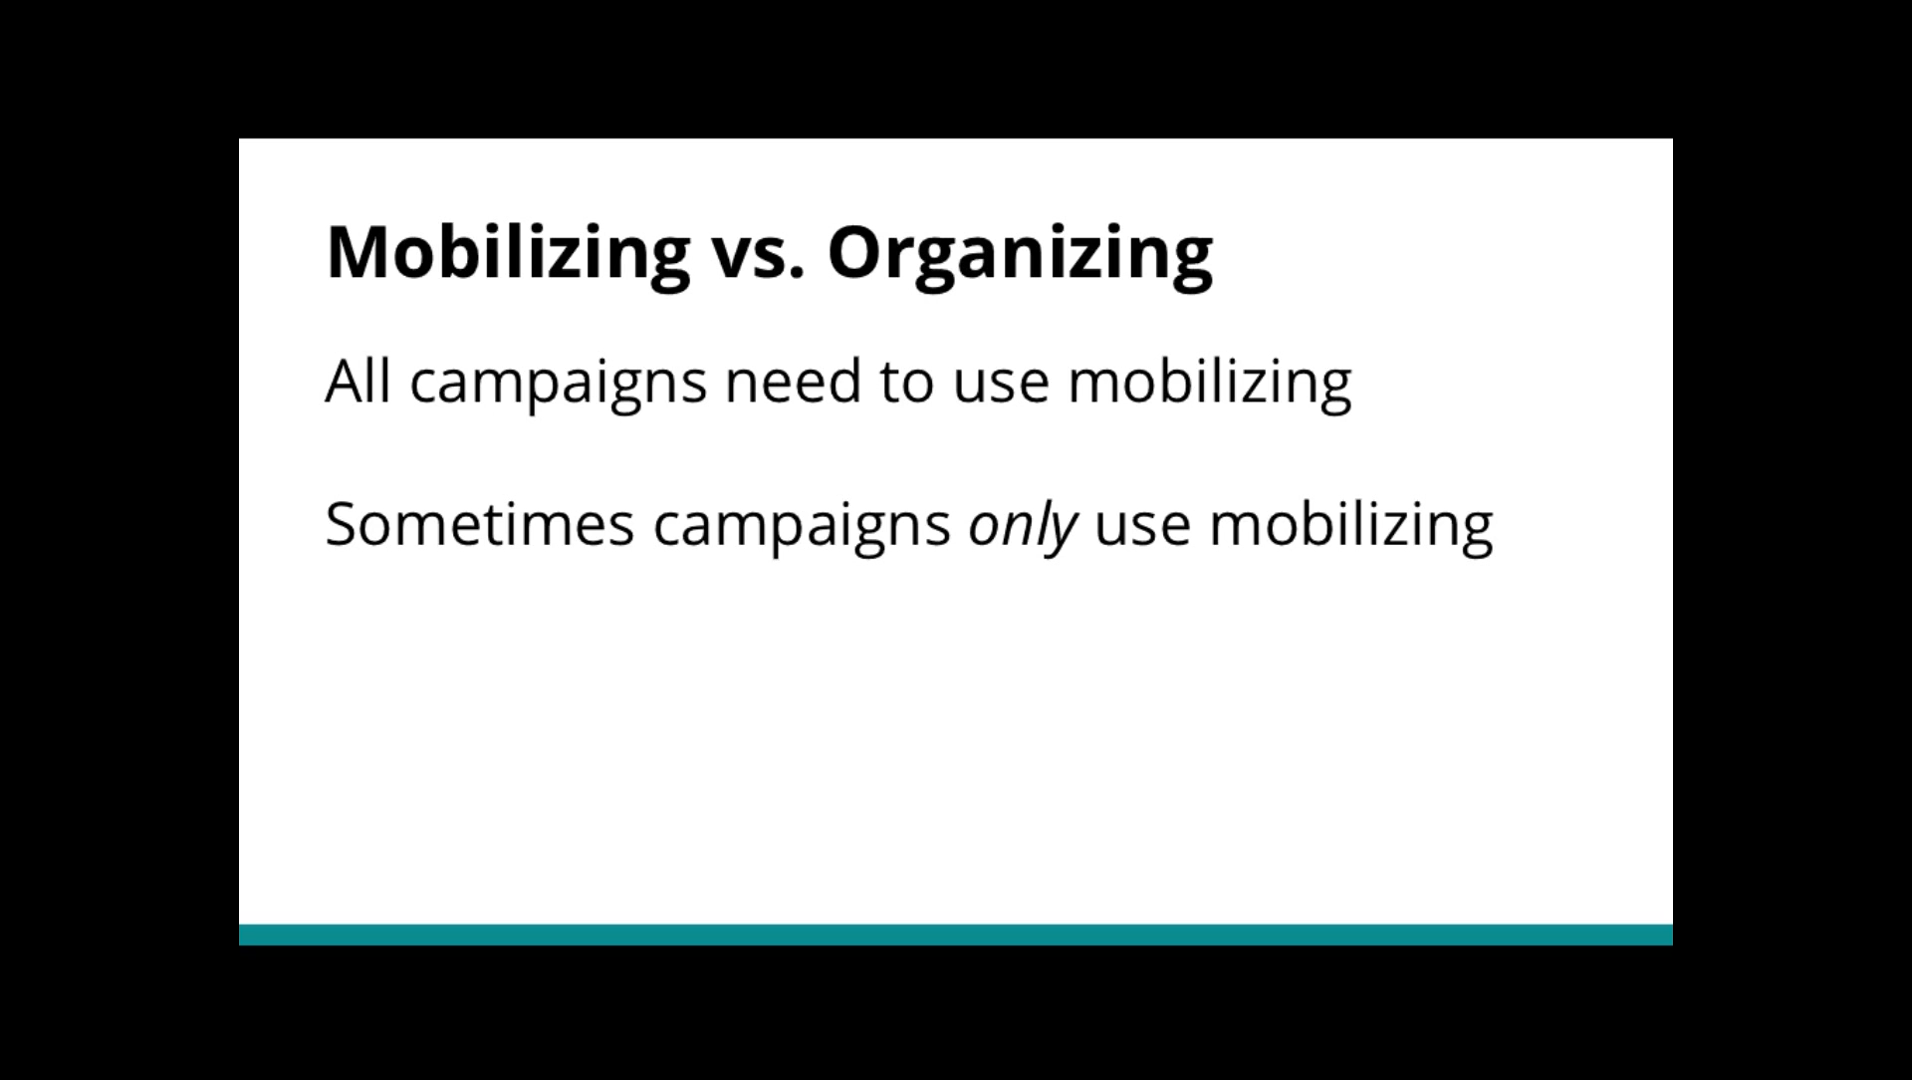 Mobilizing vs. Organizing
All campaigns need to use mobilizing
Sometimes campaigns only use mobilizing